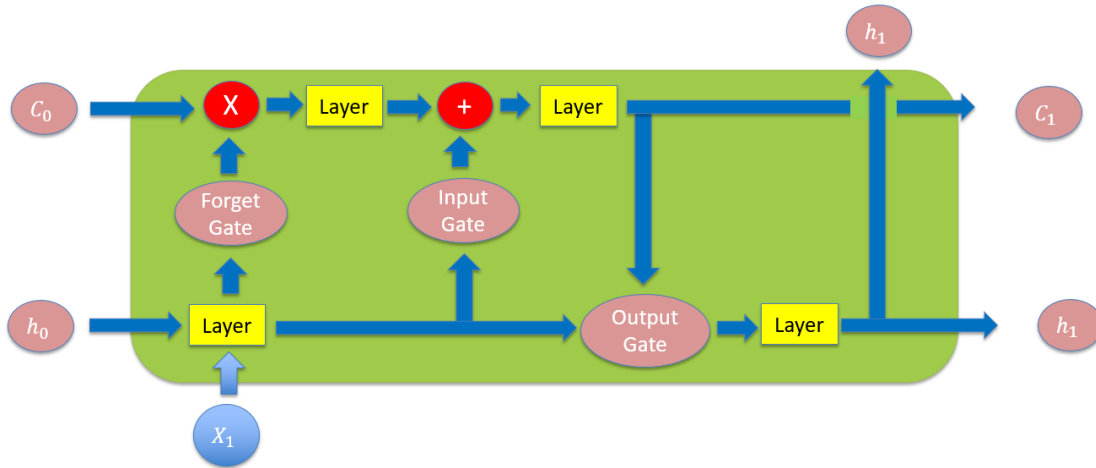 h₁
C₀
X
Layer
+
Layer
C₁
Forget
Gate
Input
Gate
h₀
Layer
Output
Gate
Layer
h₁
X₁